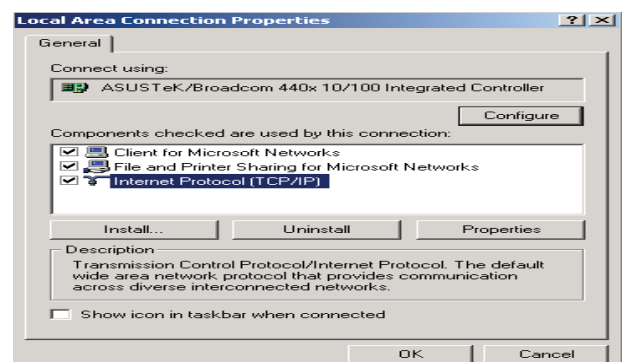 Local Area Connection Properties
General
Connect using:
ASUSTeK/Broadcom 440x 10/100 Integrated Controller
Configure
Components checked are used by this connection:
Client for Microsoft Networks
File and Printer Sharing for Microsoft Networks
Internet Protocol (TCP/IP)
Install... Uninstall Properties
Description
Transmission Control Protocol/Internet Protocol. The default
wide area network protocol that provides communication
across diverse interconnected networks.
Show icon in taskbar when connected
OK Cancel